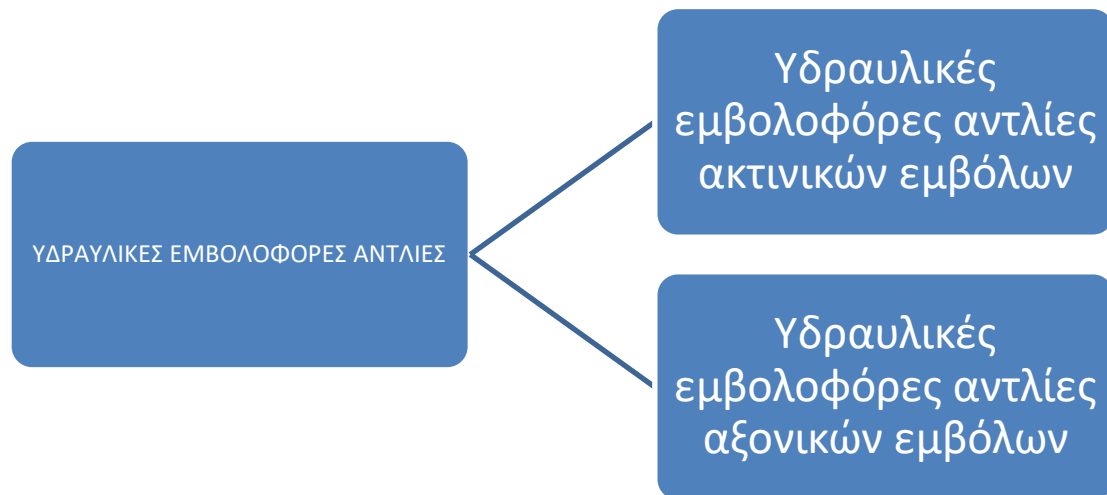 ΥΔΡΑΥΛΙΚΕΣ ΕΜΒΟΛΟΦΟΡΕΣ ΑΝΤΛΙΕΣ
Υδραυλικές
εμβολοφόρες αντλίες
ακτινικών εμβόλων
Υδραυλικές
εμβολοφόρες αντλίες
αξονικών εμβόλων